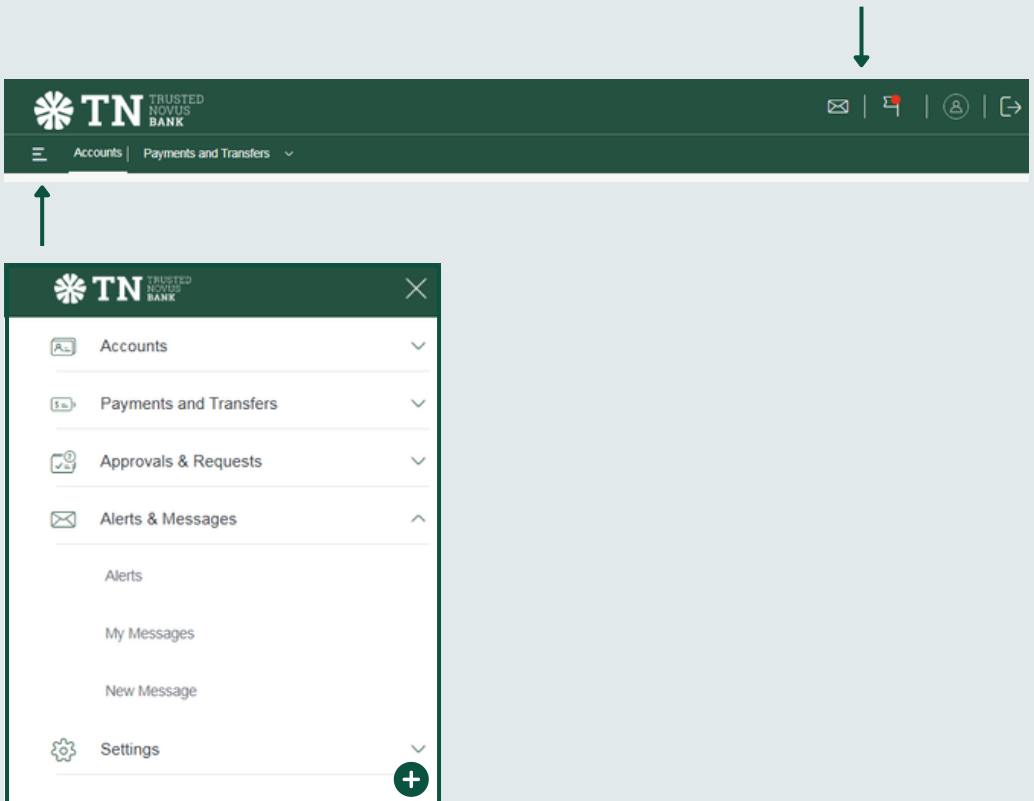 TN TRUSTED
NOVUS
BANK
Accounts | Payments and Transfers
TN TRUSTED
NOVUS
BANK
Accounts
Payments and Transfers
Approvals & Requests
Alerts & Messages
Alerts
My Messages
New Message
Settings